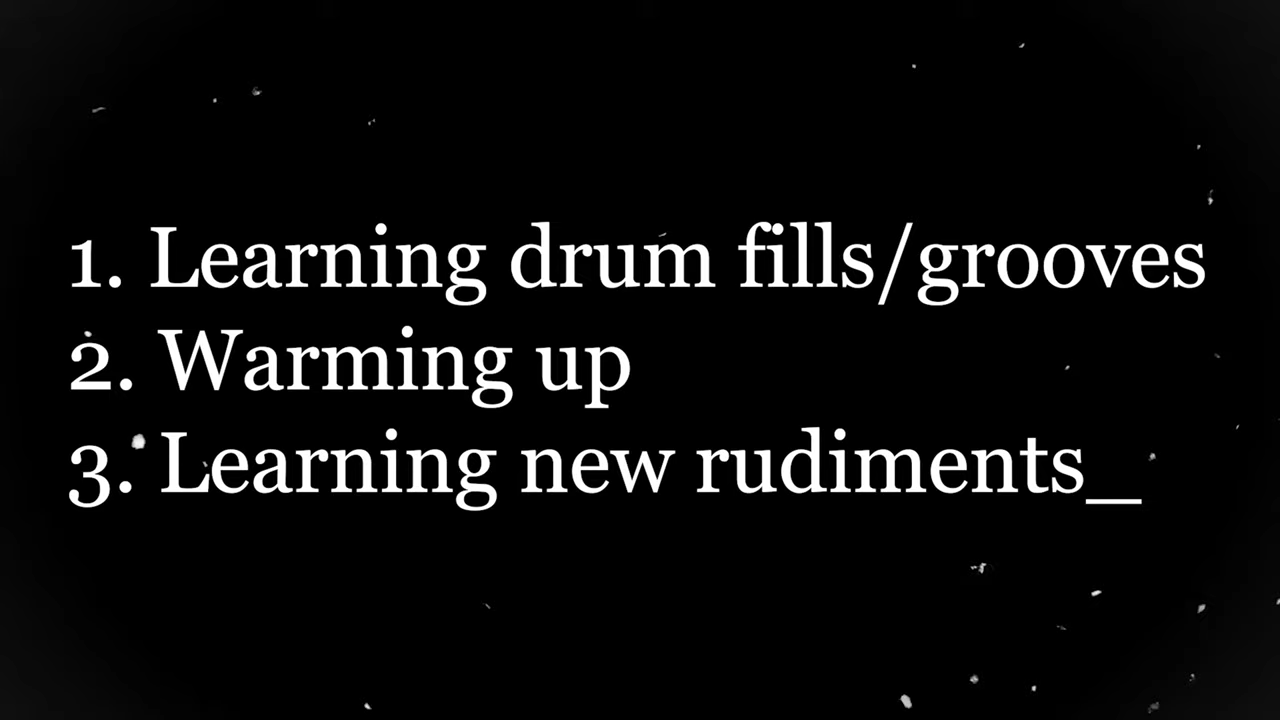 1. Learning drum fills/grooves
2. Warming up
3. Learning new rudiments_